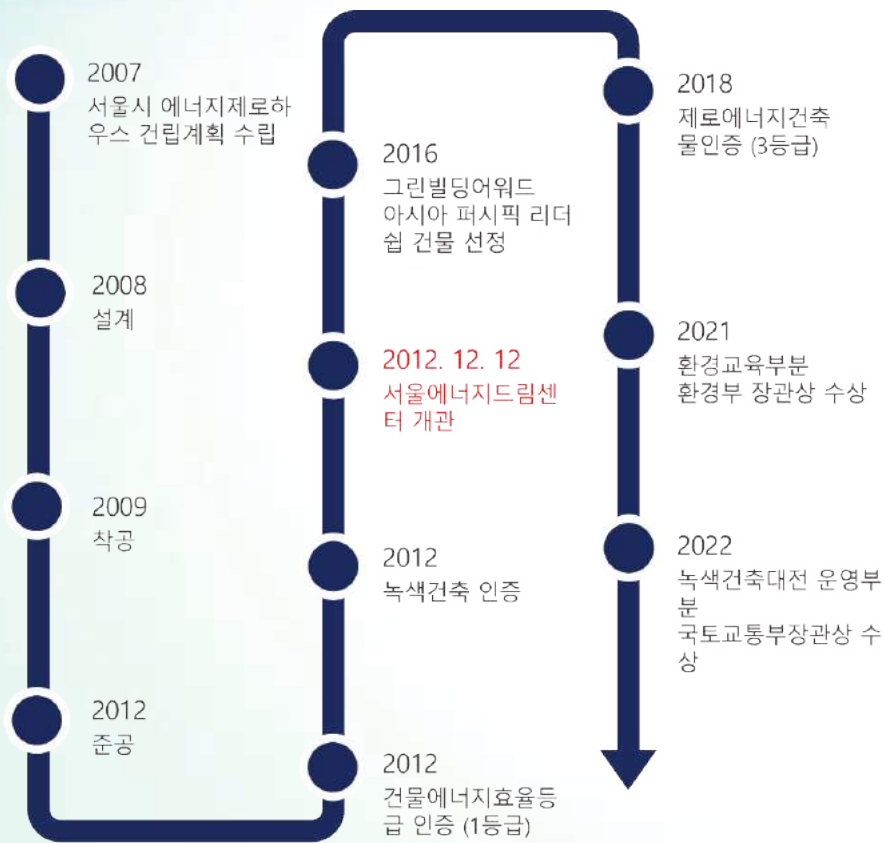 2007
서울시 에너지제로하
우스 건립계획 수립
2008
설계
2009
착공
2012
준공
2012
건물에너지효율등
급 인증 (1등급)
2012
녹색건축 인증
2012. 12. 12
서울에너지드림센
터 개관
2016
그린빌딩어워드
아시아 퍼시픽 리더
쉽 건물 선정
2018
제로에너지건축
물인증 (3등급)
2021
환경교육부분
환경부 장관상 수상
2022
녹색건축대전 운영부
분
국토교통부장관상 수
상